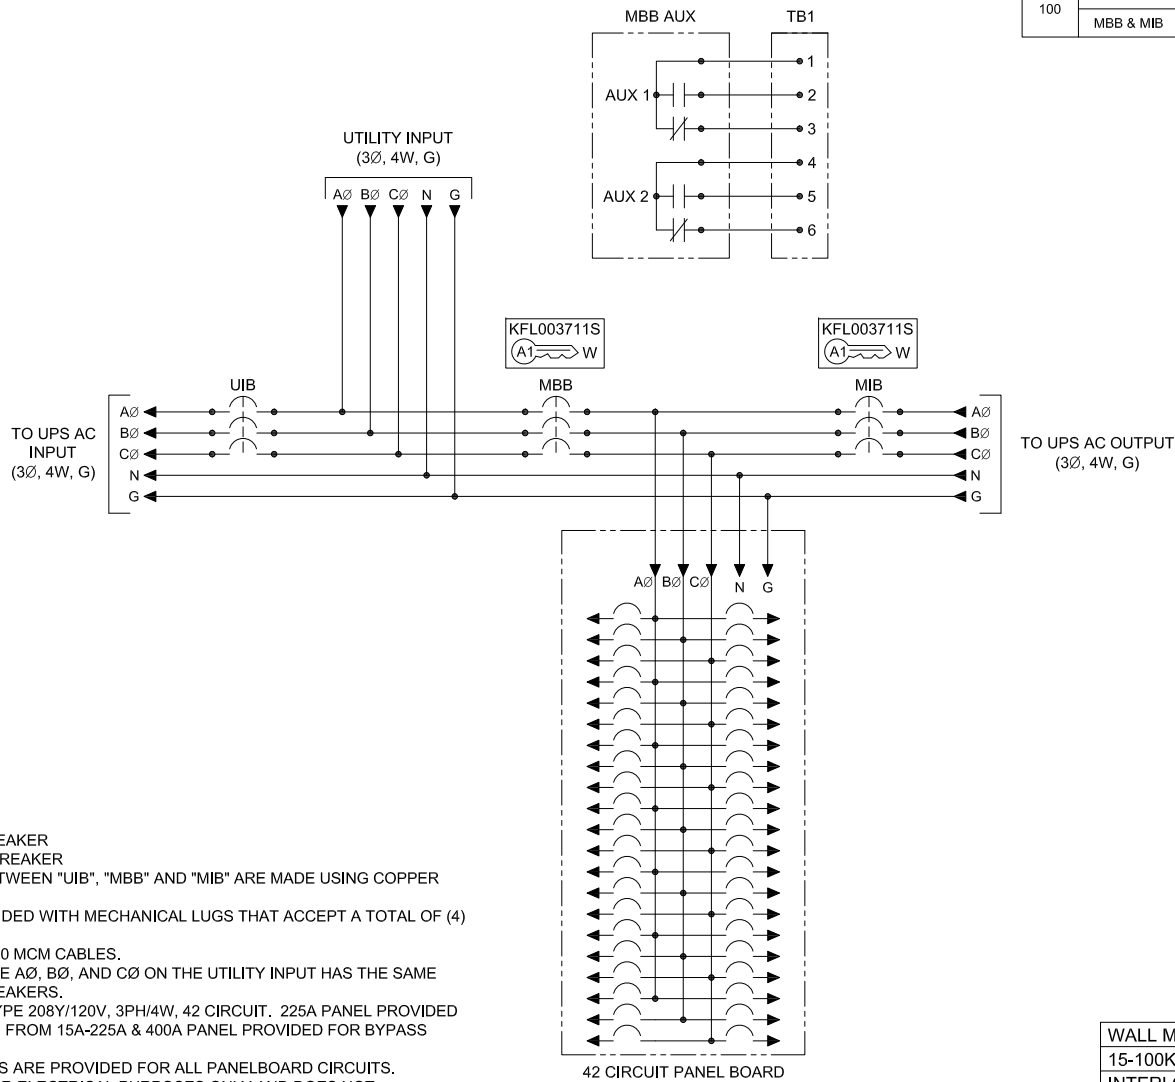 100
MBB & MIB
MBB AUX
TB1
AUX 1
1
2
3
AUX 2
4
5
6
UTILITY INPUT
(3Ø, 4W, G)
AØ BØ CØ N G
KFL003711S
A1 W
KFL003711S
A1 W
UIB
MBB
MIB
TO UPS AC
INPUT
(3Ø, 4W, G)
AØ
BØ
CØ
N
G
AØ
BØ
CØ
N
G
TO UPS AC OUTPUT
(3Ø, 4W, G)
AØ BØ CØ N G
42 CIRCUIT PANEL BOARD
EAKER
REAKER
TWEEN "UIB", "MBB" AND "MIB" ARE MADE USING COPPER
DED WITH MECHANICAL LUGS THAT ACCEPT A TOTAL OF (4)
0 MCM CABLES.
E AØ, BØ, AND CØ ON THE UTILITY INPUT HAS THE SAME
EAKERS.
YPE 208Y/120V, 3PH/4W, 42 CIRCUIT. 225A PANEL PROVIDED
FROM 15A-225A & 400A PANEL PROVIDED FOR BYPASS
S ARE PROVIDED FOR ALL PANELBOARD CIRCUITS.
WALL M
15-100K